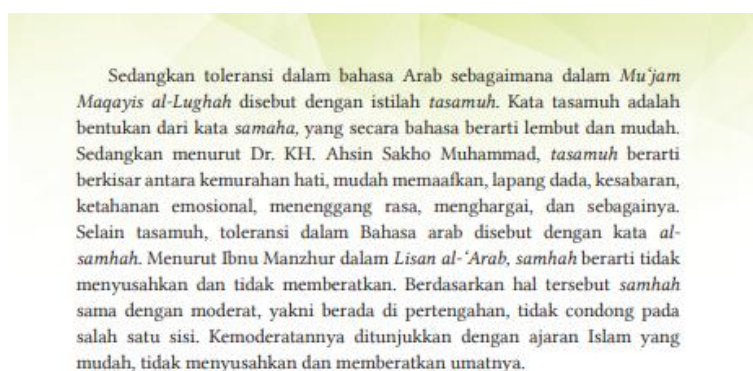 Sedangkan toleransi dalam bahasa Arab sebagaimana dalam Mu'jam
Maqayis al-Lughah disebut dengan istilah tasamuh. Kata tasamuh adalah
bentukan dari kata samaha, yang secara bahasa berarti lembut dan mudah.
Sedangkan menurut Dr. KH. Ahsin Sakho Muhammad, tasamuh berarti
berkisar antara kemurahan hati, mudah memaafkan, lapang dada, kesabaran,
ketahanan emosional, menenggang rasa, menghargai, dan sebagainya.
Selain tasamuh, toleransi dalam Bahasa arab disebut dengan kata al-
samhah. Menurut Ibnu Manzhur dalam Lisan al-‘Arab, samhah berarti tidak
menyusahkan dan tidak memberatkan. Berdasarkan hal tersebut samhah
sama dengan moderat, yakni berada di pertengahan, tidak condong pada
salah satu sisi. Kemoderatannya ditunjukkan dengan ajaran Islam yang
mudah, tidak menyusahkan dan memberatkan umatnya.